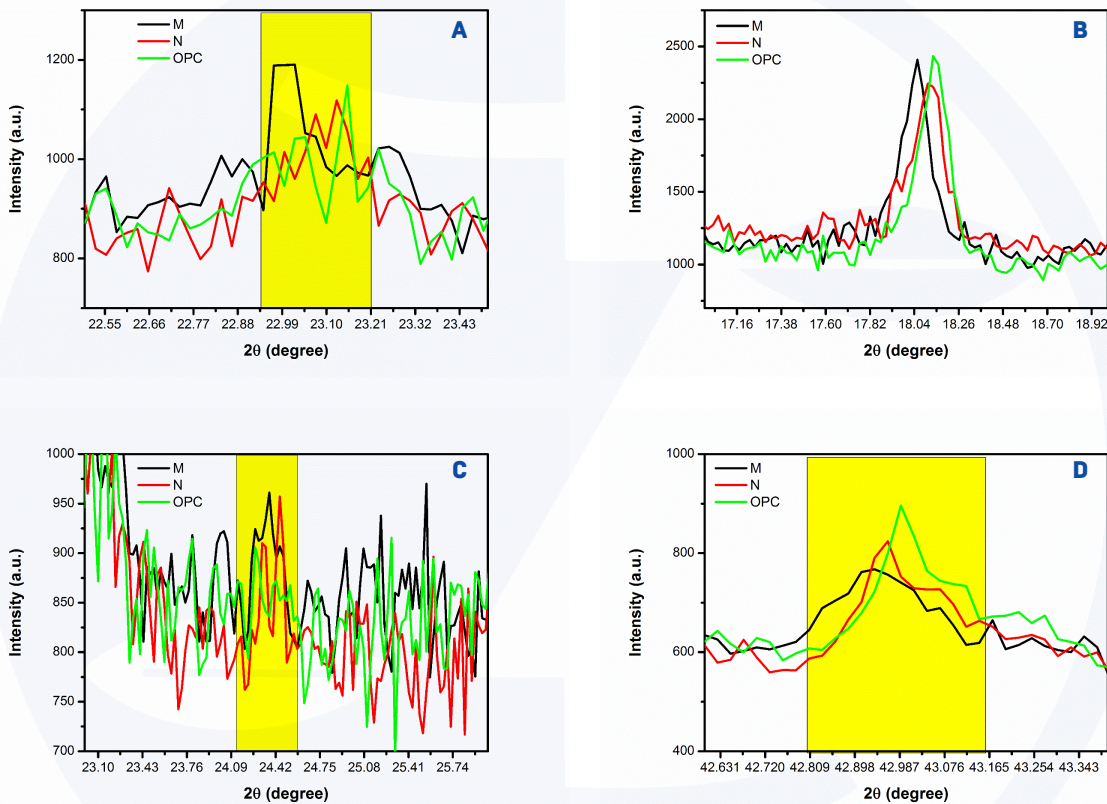 A
M
N
OPC
1200
1000
800
Intensity (a.u.)
22.55 22.66 22.77 22.88 22.99 23.10 23.21 23.32 23.43
2θ (degree)
B
M
N
OPC
2500
2000
1500
1000
Intensity (a.u.)
17.16 17.38 17.60 17.82 18.04 18.26 18.48 18.70 18.92
2θ (degree)
C
M
N
OPC
1000
950
900
850
800
750
700
Intensity (a.u.)
23.10 23.43 23.76 24.09 24.42 24.75 25.08 25.41 25.74
2θ (degree)
D
M
N
OPC
1000
800
600
400
Intensity (a.u.)
42.631 42.720 42.809 42.898 42.987 43.076 43.165 43.254 43.343
2θ (degree)